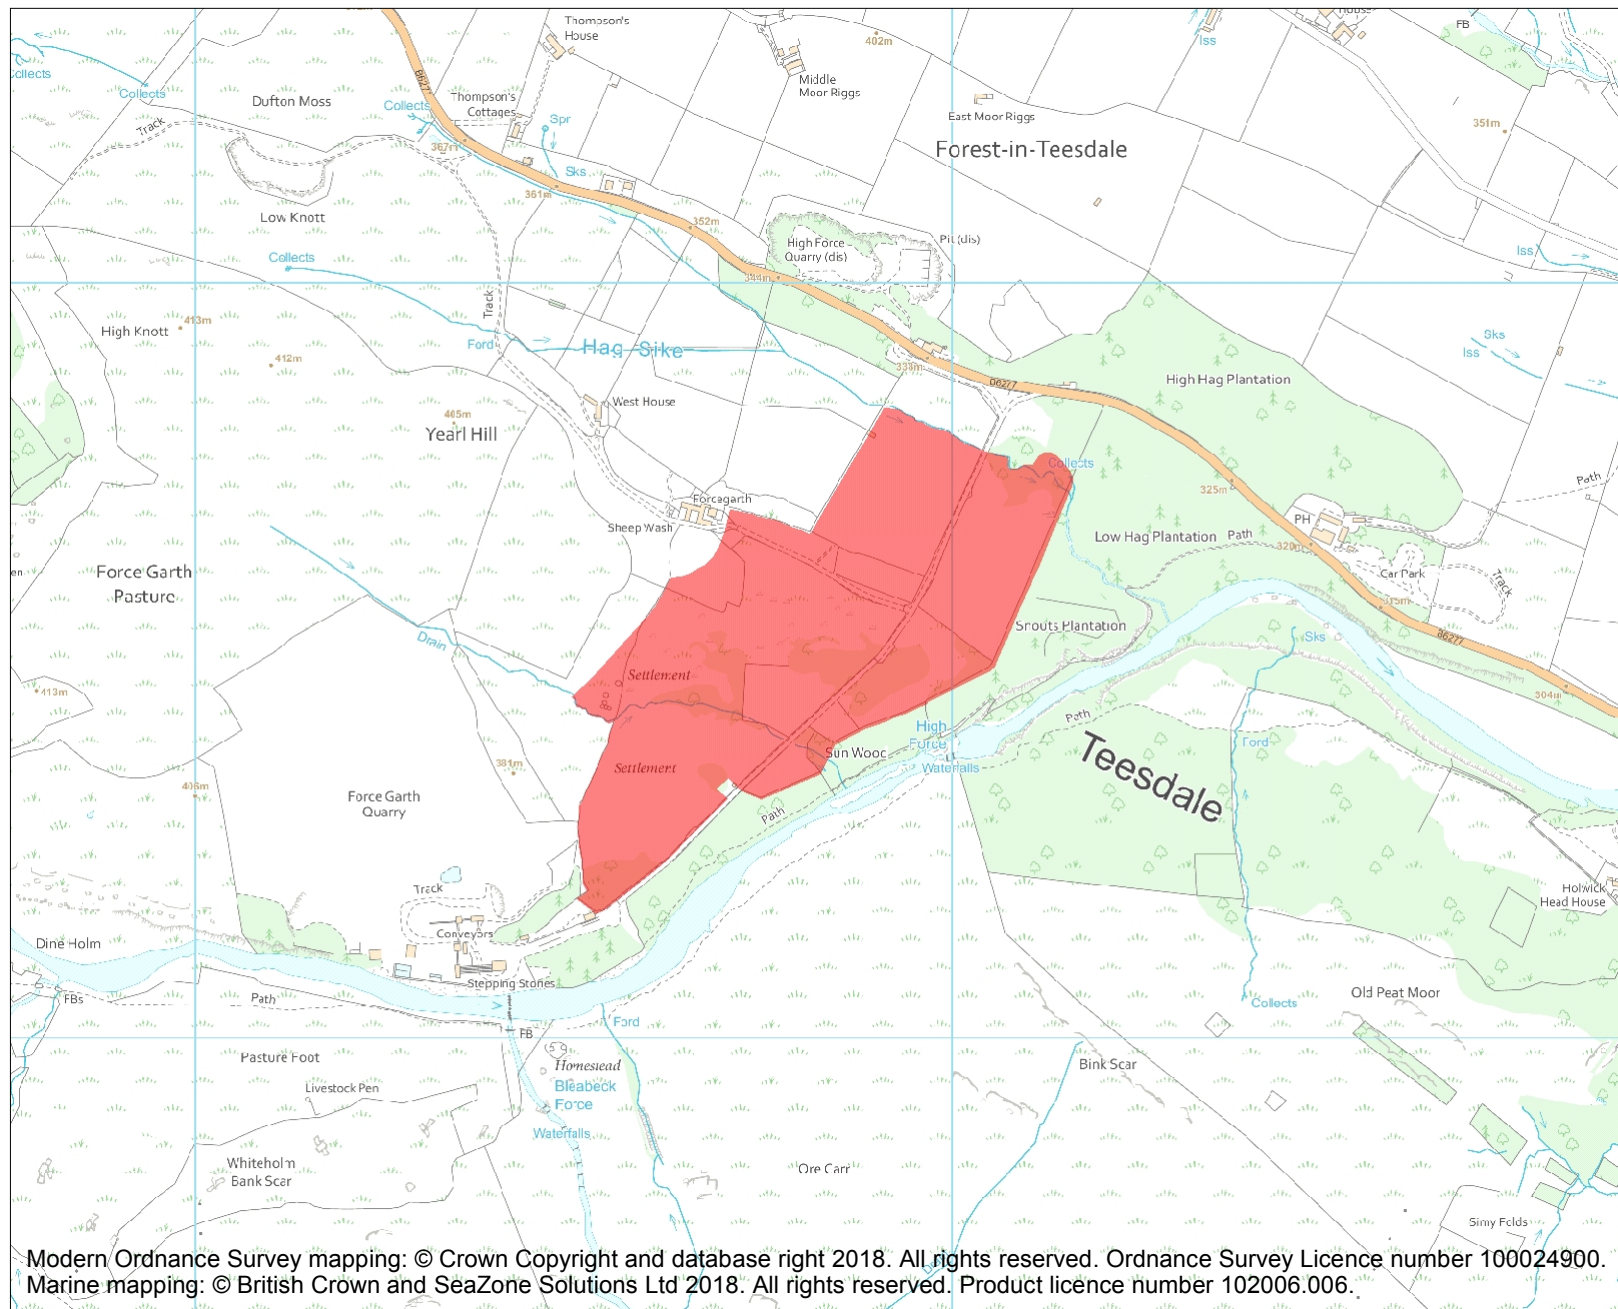 Thompson's
House
402m
Middle
Moor Riggs
Iss
FB
Collects
Dufton Moss
Collects
Thompson's
Cottages
B6277
Track
367m
Spr
East Moor Riggs
351m
Forest-in-Teesdale
Sks
361m
Low Knott
352m
High Force
Quarry (dis)
Pit (dis)
Collects
344m
Iss
Track
High Knott
413m
412m
Ford
Hag Sike
338m
B6277
Sks
Iss
High Hag Plantation
West House
405m
Yearl Hill
Collects
325m
Path
Forcegarth
Sheep Wash
PH
Low Hag Plantation
Path
320m
Car Park
Track
315m
Force Garth
Pasture
Drain
Snouts Plantation
Sks
B6277
413m
Settlement
304m
High
Force
Waterfalls
Path
Ford
Sun Wood
Teesdale
381m
Settlement
406m
Force Garth
Quarry
Path
Track
Conveyors
Holwick
Head House
Dine Holm
Stepping Stones
FBs
Path
FB
Ford
Collects
Old Peat Moor
Pasture Foot
Homestead
Bink Scar
Livestock Pen
Bleabeck
Force
Waterfalls
Whiteholm
Bank Scar
Ore Carr
Simy Folds
Modern Ordnance Survey mapping: © Crown Copyright and database right 2018. All rights reserved. Ordnance Survey Licence number 100024900.
Marine mapping: © British Crown and SeaZone Solutions Ltd 2018. All rights reserved. Product licence number 102006.006.